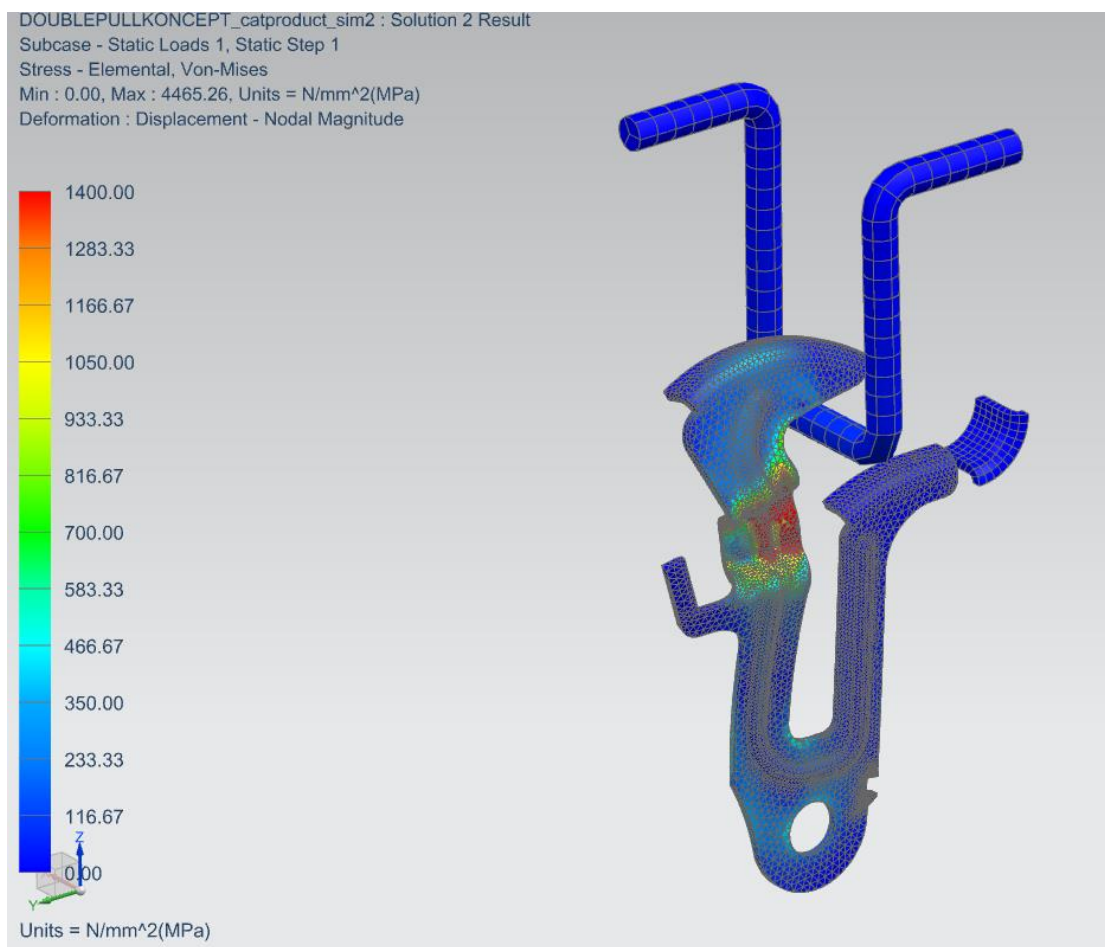 DOUBLEPULLKONCEPT_catproduct_sim2 : Solution 2 Result
Subcase - Static Loads 1, Static Step 1
Stress - Elemental, Von-Mises
Min : 0.00, Max : 4465.26, Units = N/mm^2(MPa)
Deformation : Displacement - Nodal Magnitude
1400.00
1283.33
1166.67
1050.00
933.33
816.67
700.00
583.33
466.67
350.00
233.33
116.67
Z
0.00
Y
Units = N/mm^2(MPa)